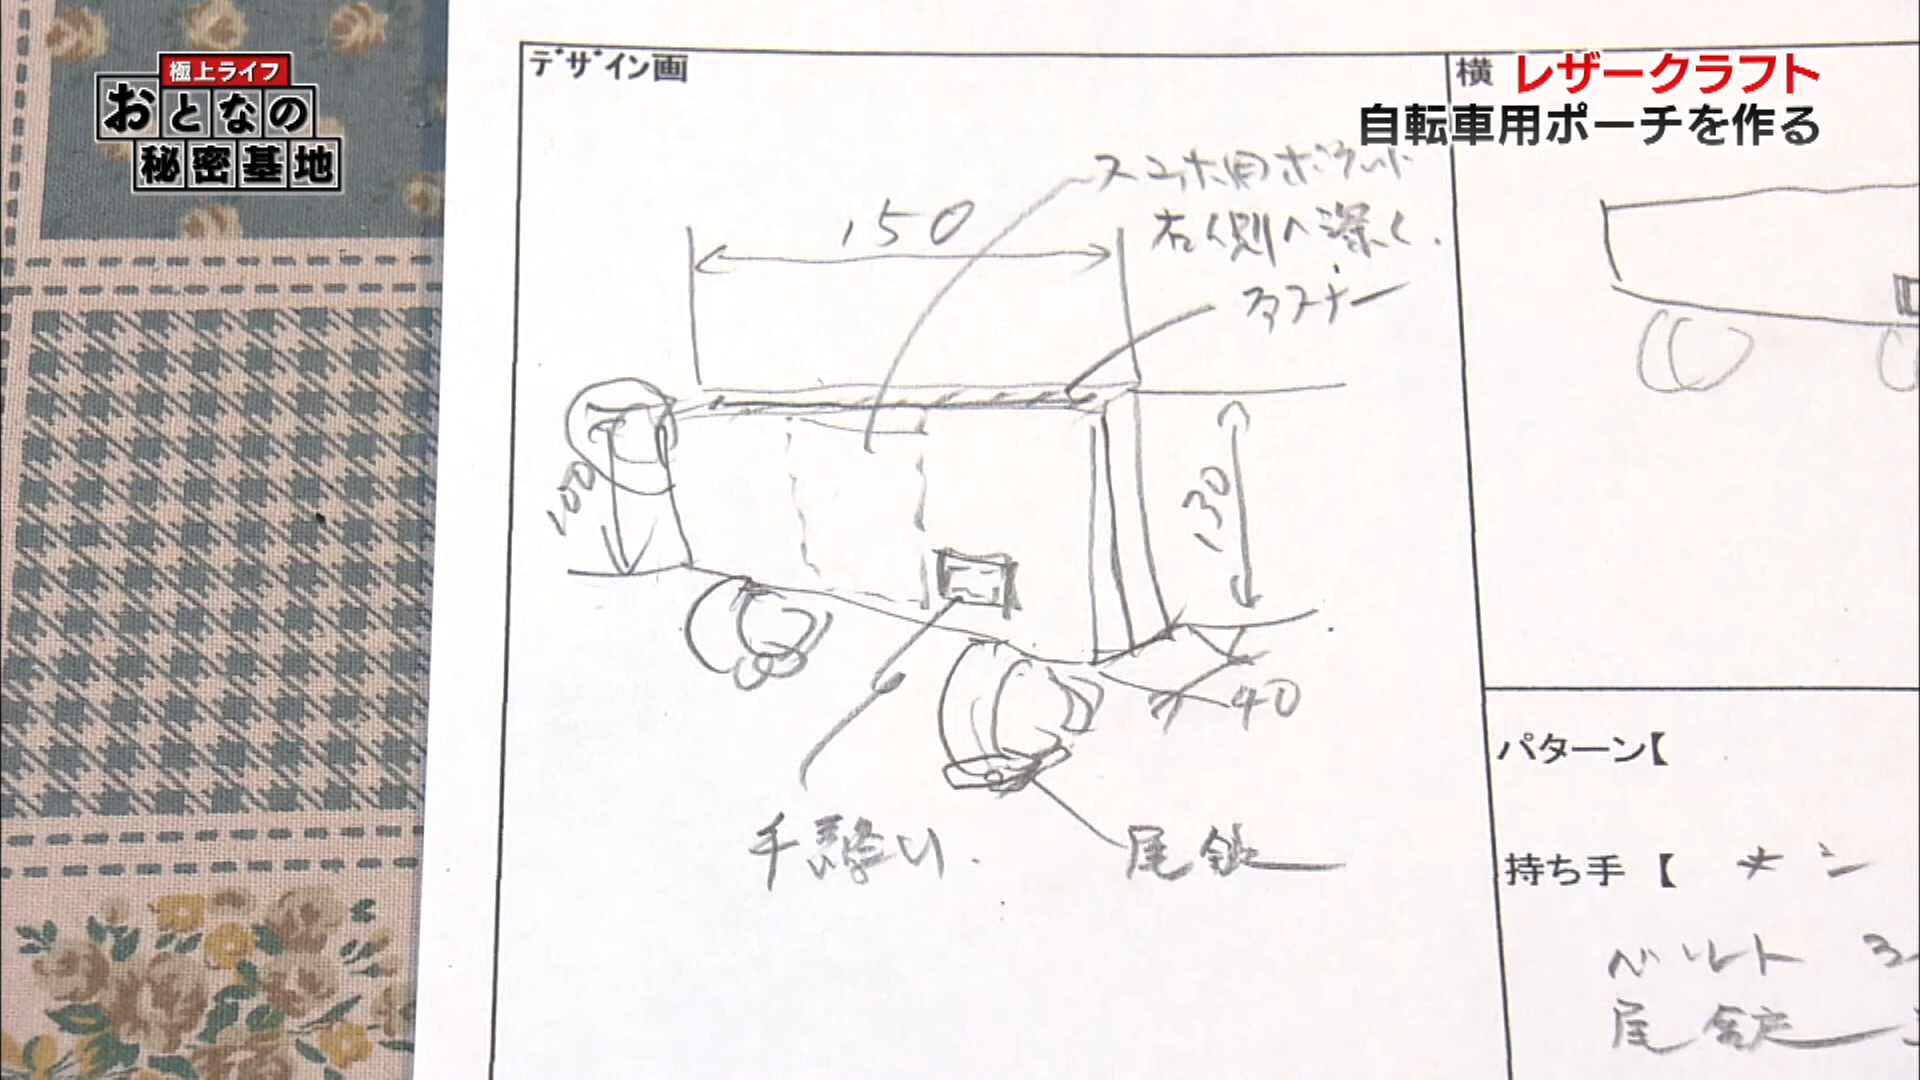 極上ライフ
おとなの
秘密基地
レザークラフト
自転車用ポーチを作る
ﾃﾞｻﾞｲﾝ画
横
150
右側へ深く.
ファスナー
100
130
40
手縫い.
尾錠
パターン【
持ち手【
ベルト 3
尾錠